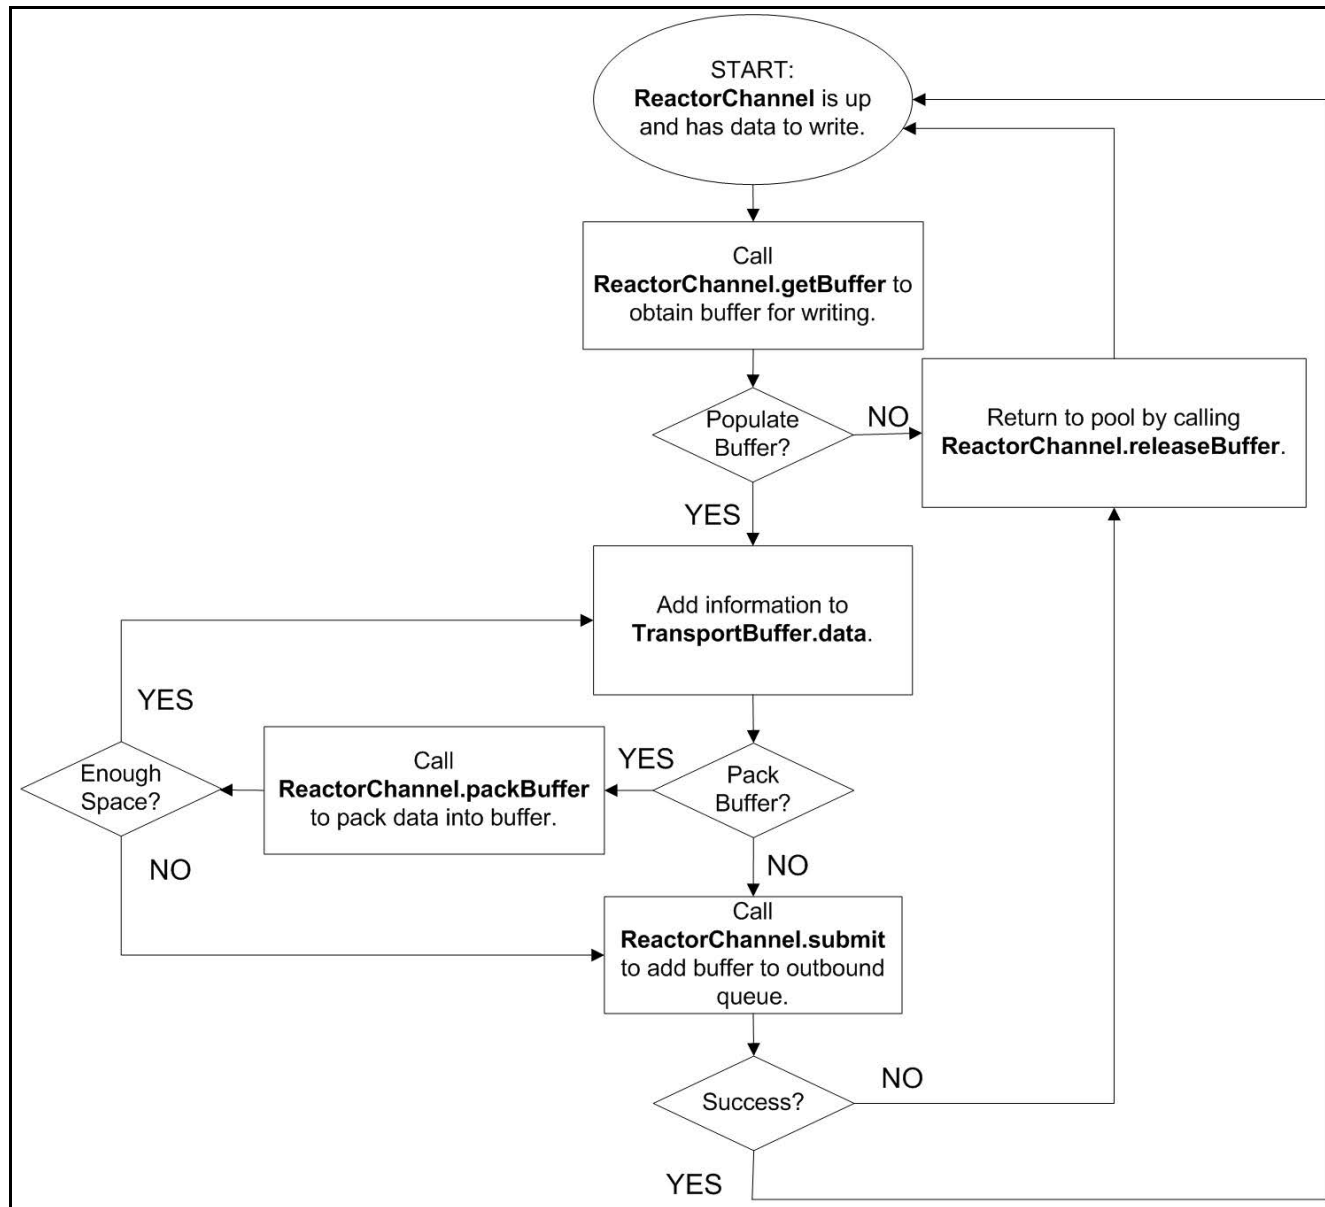 START:
ReactorChannel is up
and has data to write.
Call
ReactorChannel.getBuffer to
obtain buffer for writing.
Populate
Buffer?
NO
Return to pool by calling
ReactorChannel.releaseBuffer.
YES
Add information to
TransportBuffer.data.
YES
Enough
Space?
Call
ReactorChannel.packBuffer
to pack data into buffer.
YES
Pack
Buffer?
NO
NO
Call
ReactorChannel.submit
to add buffer to outbound
queue.
Success?
NO
YES